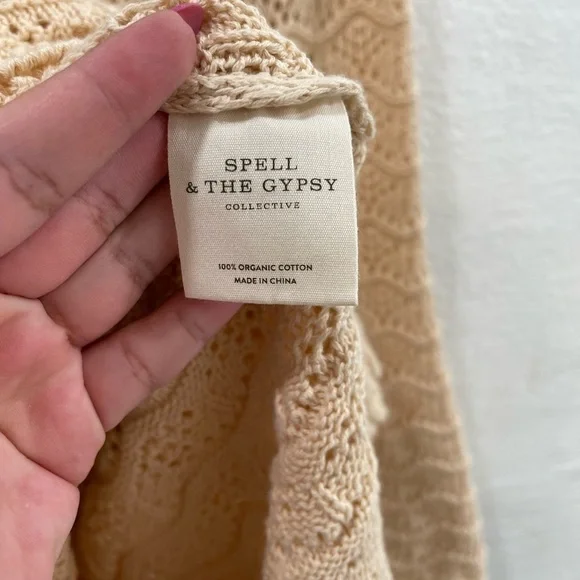 SPELL
& THE GYPSY
COLLECTIVE
100% ORGANIC COTTON
MADE IN CHINA